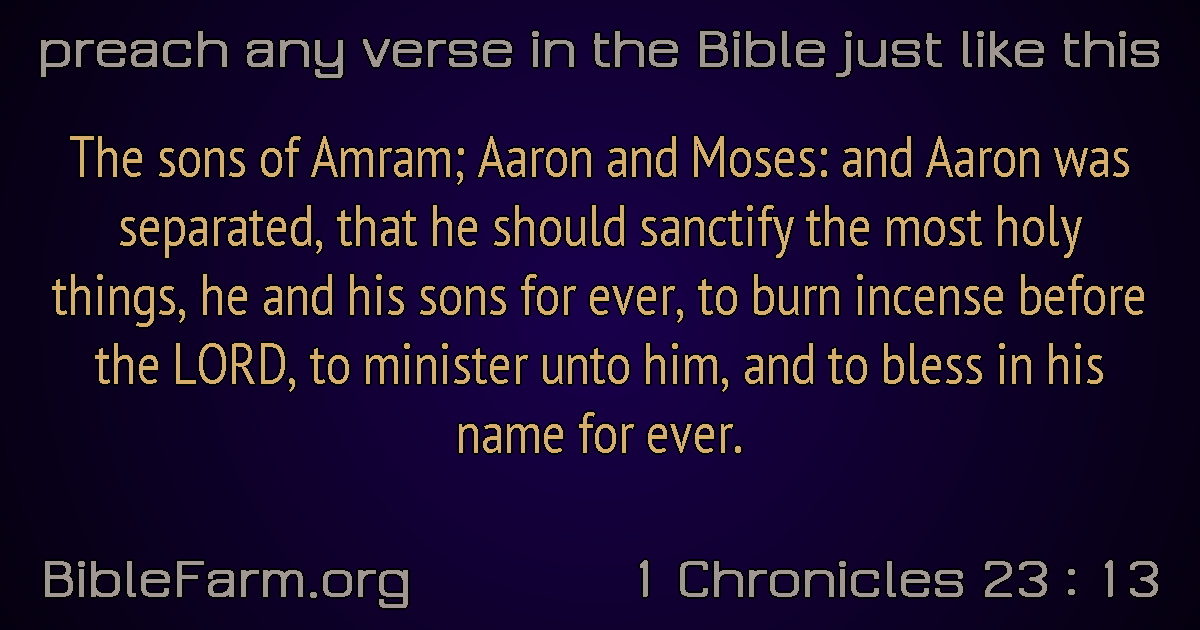 preach any verse in the Bible just like this
The sons of Amram; Aaron and Moses: and Aaron was
separated, that he should sanctify the most holy
things, he and his sons for ever, to burn incense before
the LORD, to minister unto him, and to bless in his
name for ever.
BibleFarm.org
1 Chronicles 23 : 13